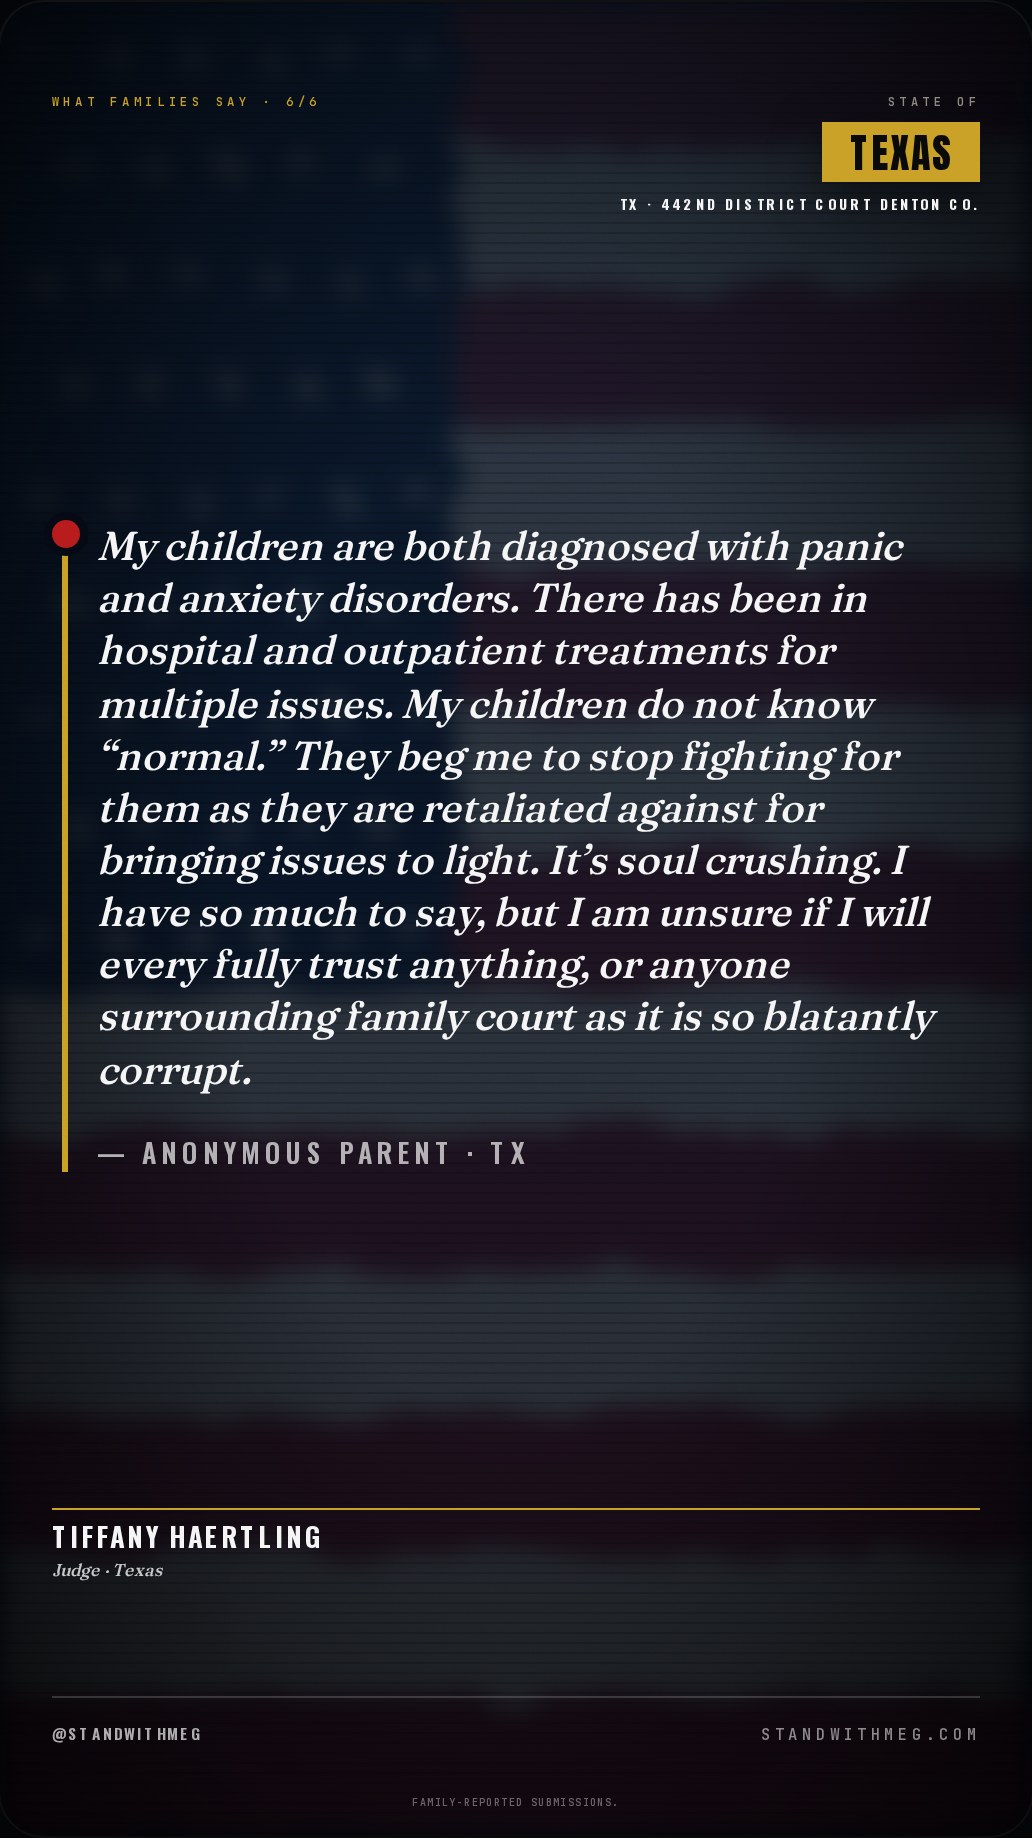 WHAT FAMILIES SAY · 6/6
STATE OF
TEXAS
TX · 442ND DISTRICT COURT DENTON CO.
My children are both diagnosed with panic
and anxiety disorders. There has been in
hospital and outpatient treatments for
multiple issues. My children do not know
“normal.” They beg me to stop fighting for
them as they are retaliated against for
bringing issues to light. It’s soul crushing. I
have so much to say, but I am unsure if I will
every fully trust anything, or anyone
surrounding family court as it is so blatantly
corrupt.
— ANONYMOUS PARENT · TX
TIFFANY HAERTLING
Judge · Texas
@STANDWITHMEG
STANDWITHMEG.COM
FAMILY-REPORTED SUBMISSIONS.